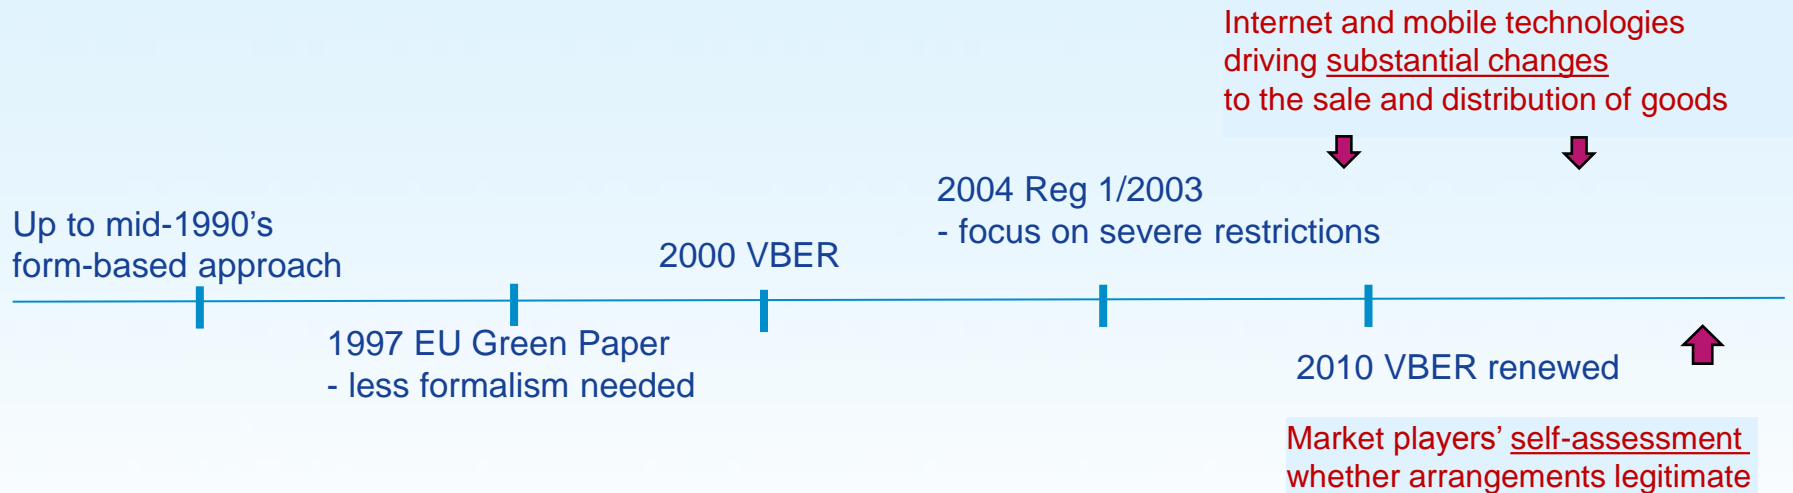 Internet and mobile technologies
driving substantial changes
to the sale and distribution of goods
2004 Reg 1/2003
- focus on severe restrictions
Up to mid-1990’s
form-based approach
2000 VBER
1997 EU Green Paper
- less formalism needed
2010 VBER renewed
Market players’ self-assessment
whether arrangements legitimate